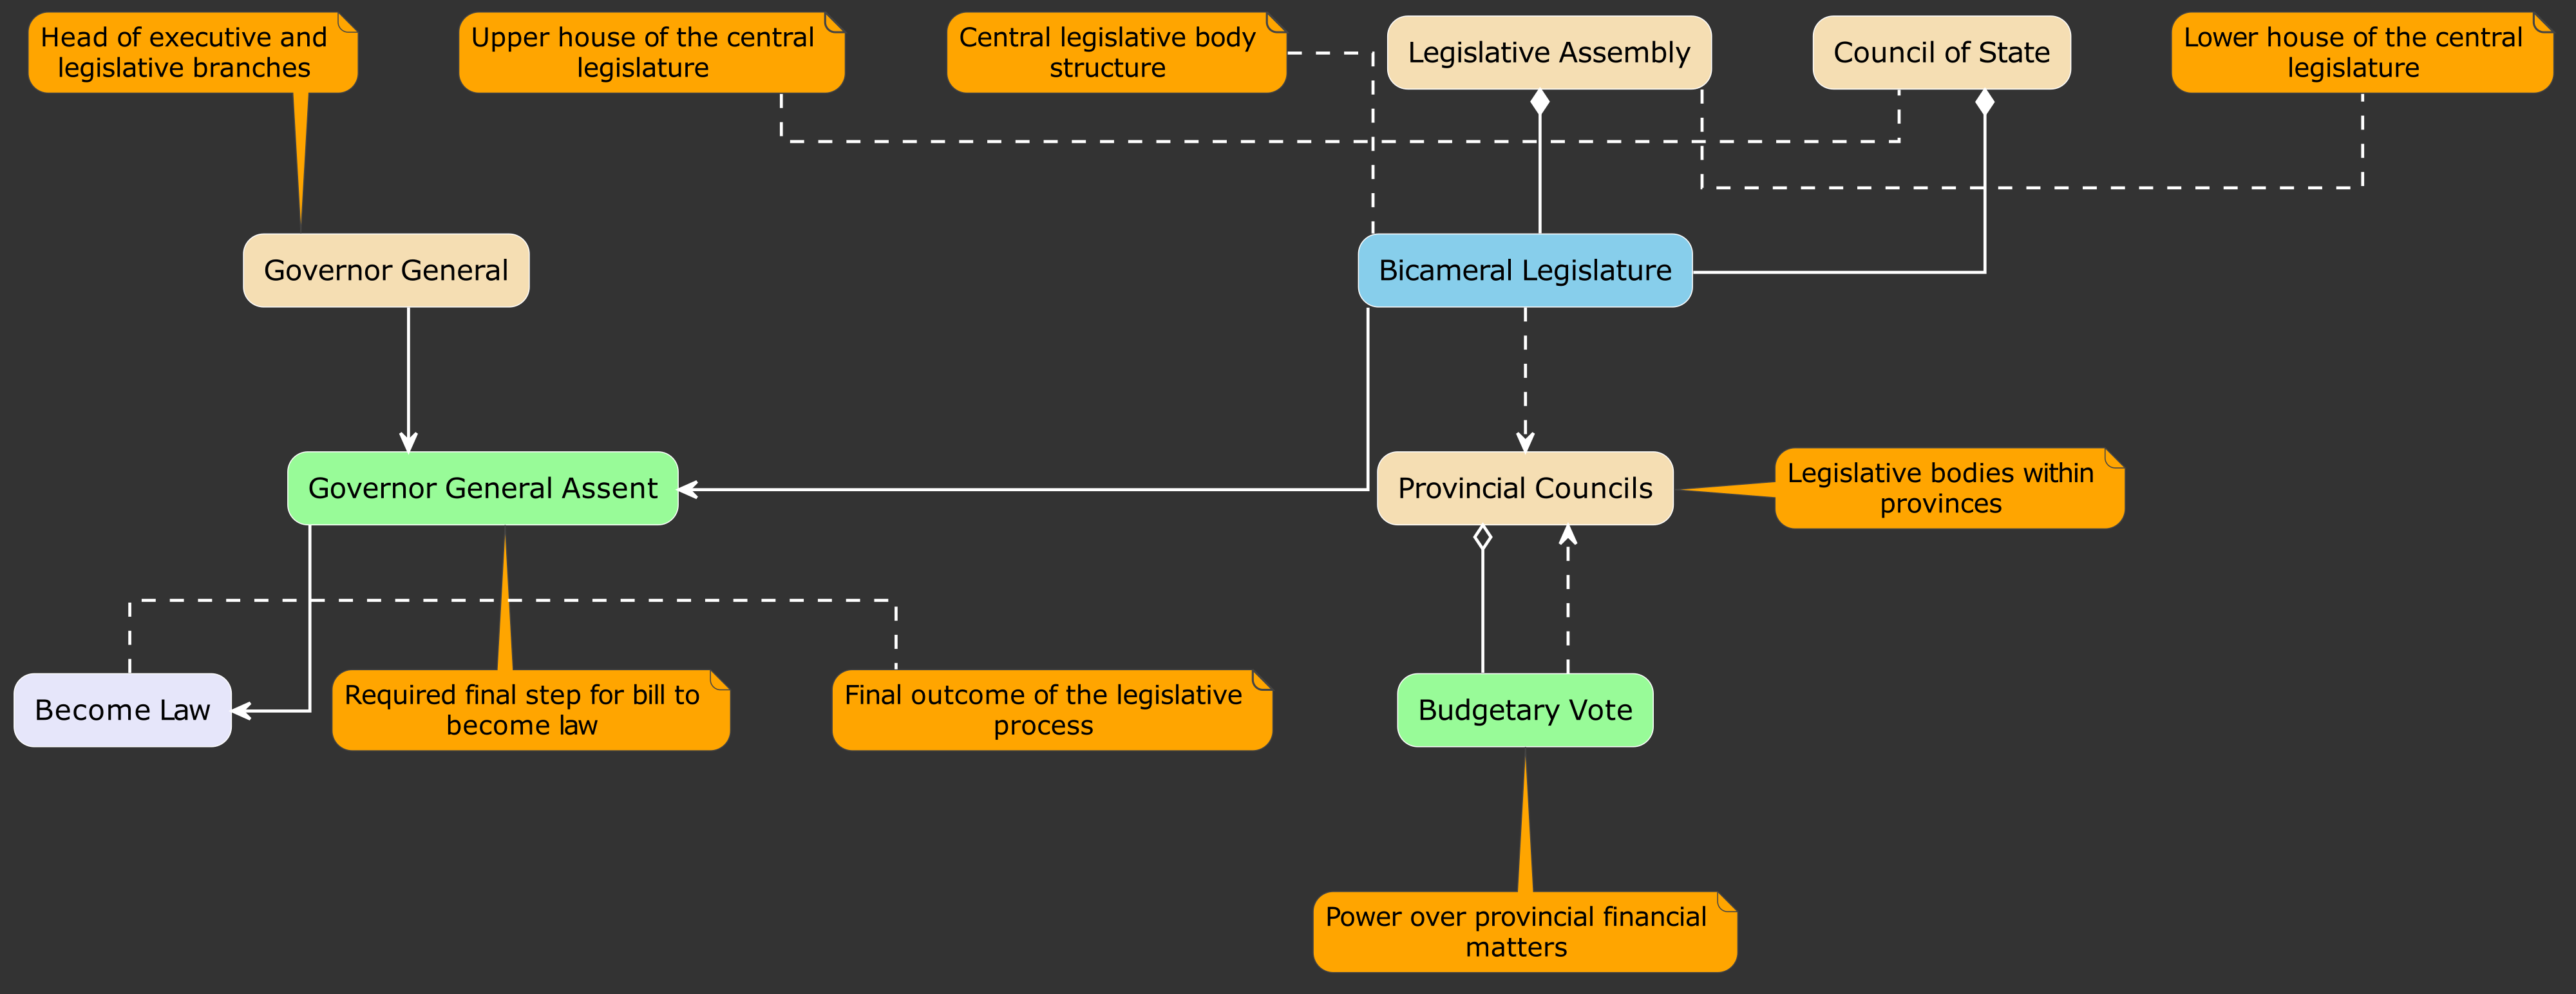 Head of executive and
legislative branches
Upper house of the central
legislature
Central legislative body
structure
Legislative Assembly
Council of State
Lower house of the central
legislature
Governor General
Bicameral Legislature
Governor General Assent
Provincial Councils
Legislative bodies within
provinces
Become Law
Required final step for bill to
become law
Final outcome of the legislative
process
Budgetary Vote
Power over provincial financial
matters